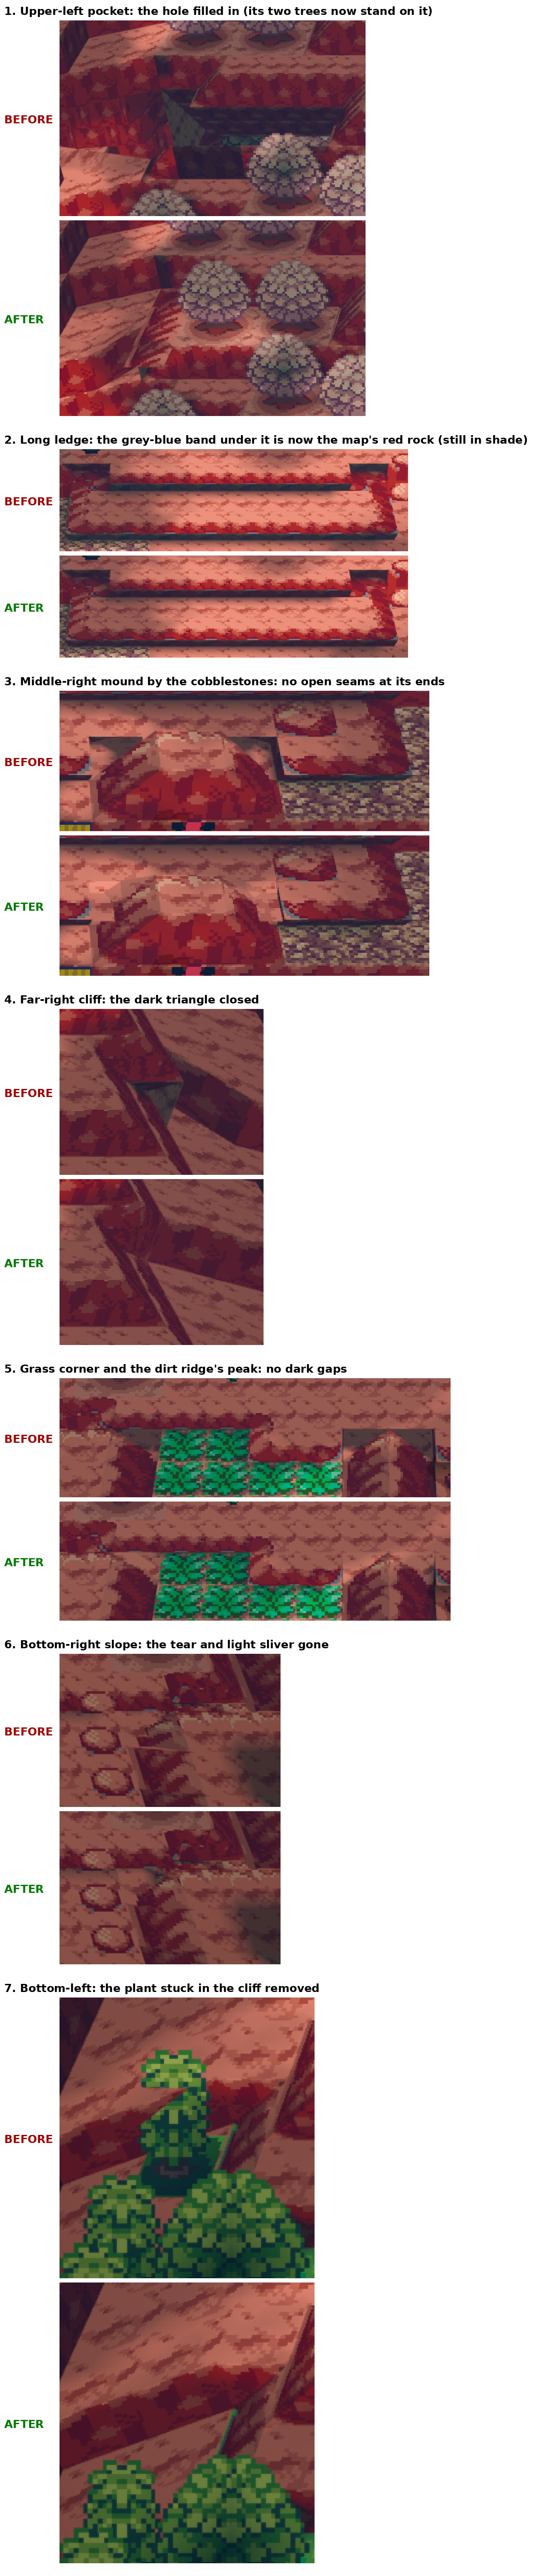 1. Upper-left pocket: the hole filled in (its two trees now stand on it)
BEFORE
AFTER
2. Long ledge: the grey-blue band under it is now the map's red rock (still in shade)
BEFORE
AFTER
3. Middle-right mound by the cobblestones: no open seams at its ends
BEFORE
AFTER
4. Far-right cliff: the dark triangle closed
BEFORE
AFTER
5. Grass corner and the dirt ridge's peak: no dark gaps
BEFORE
AFTER
6. Bottom-right slope: the tear and light sliver gone
BEFORE
AFTER
7. Bottom-left: the plant stuck in the cliff removed
BEFORE
AFTER